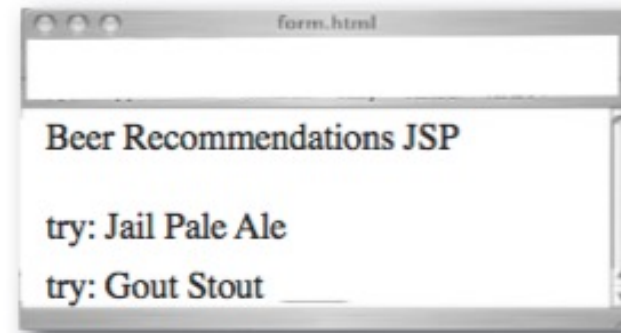 form.html
Beer Recommendations JSP
try: Jail Pale Ale
try: Gout Stout